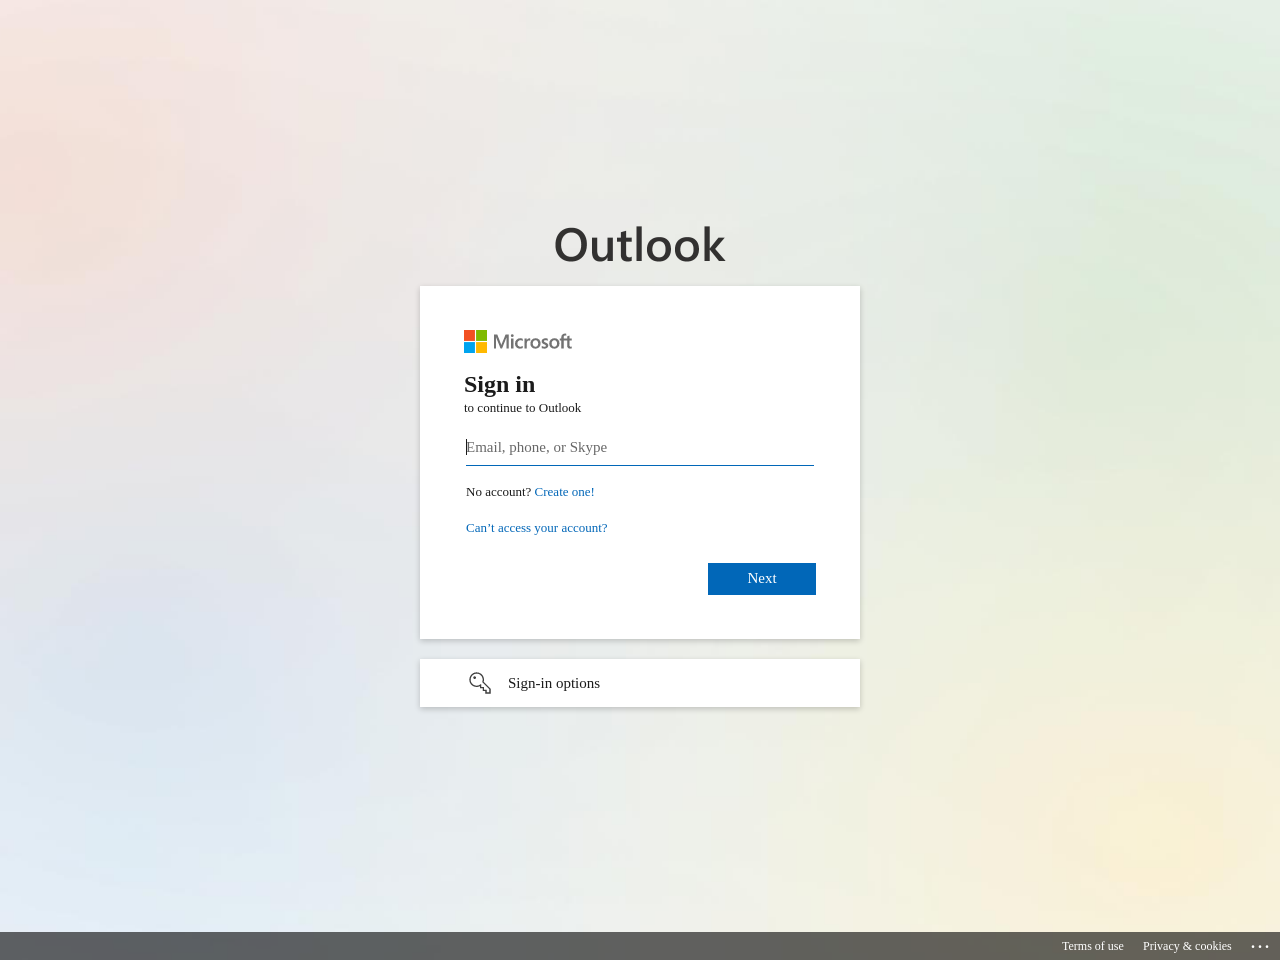 Outlook
Microsoft
Sign in
to continue to Outlook
Email, phone, or Skype
No account? Create one!
Can’t access your account?
Next
Sign-in options
Terms of use Privacy & cookies ...